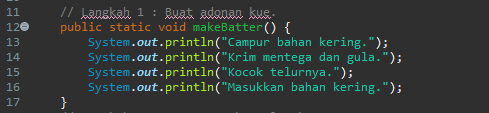 11 // Langkah 1 : Buat adonan kue.
12 public static void makeBatter() {
13 System.out.println("Campur bahan kering.");
14 System.out.println("Krim mentega dan gula.");
15 System.out.println("Kocok telurnya.");
16 System.out.println("Masukkan bahan kering.");
17 }